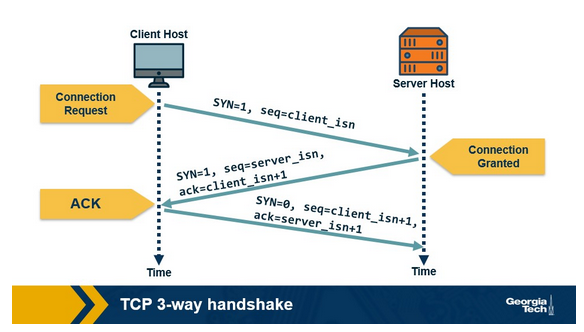 Client Host
Server Host
Connection
Request
SYN=1, seq=client_isn
Connection
Granted
SYN=1, seq=server_isn,
ack=client_isn+1
ACK
SYN=0, seq=client_isn+1,
ack=server_isn+1
Time
Time
TCP 3-way handshake
Georgia
Tech